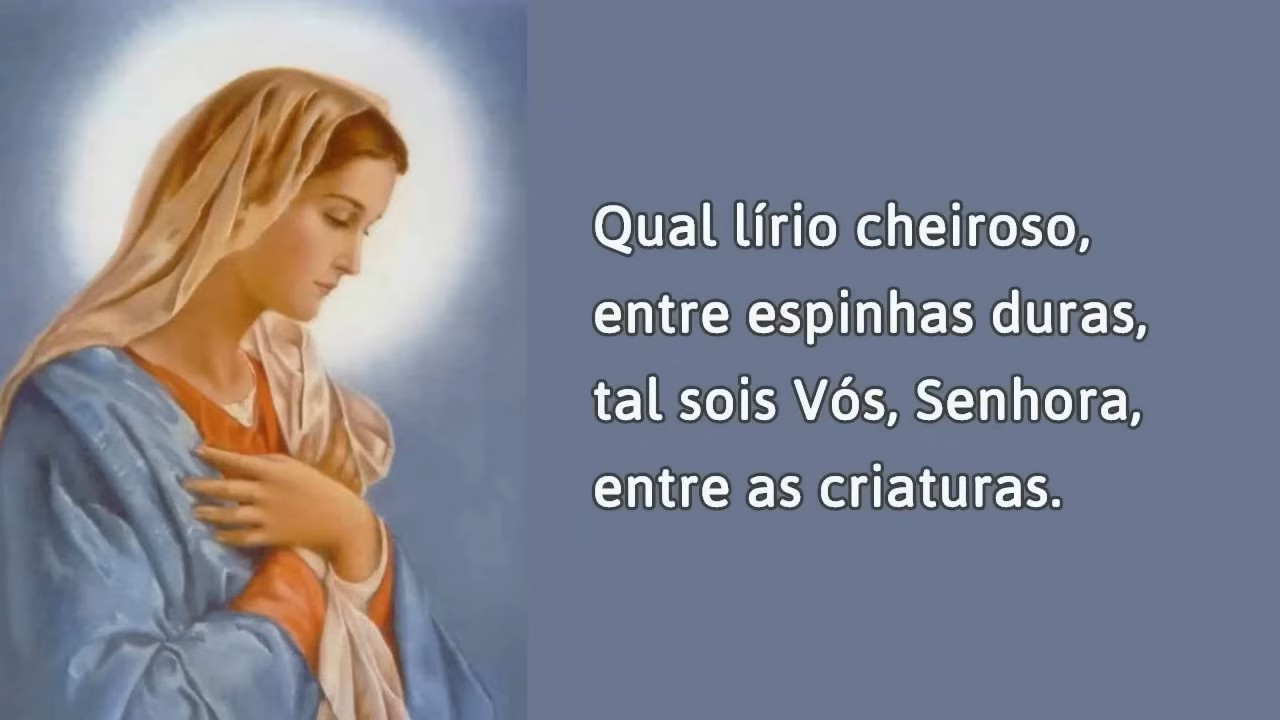 Qual lírio cheiroso,
entre espinhas duras,
tal sois Vós, Senhora,
entre as criaturas.